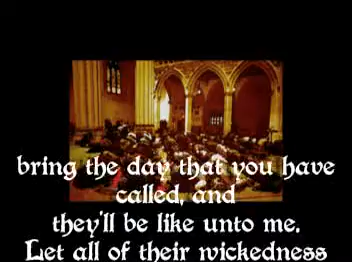 bring the day that you have
called, and
they'll be like unto me.
Let all of their wickedness